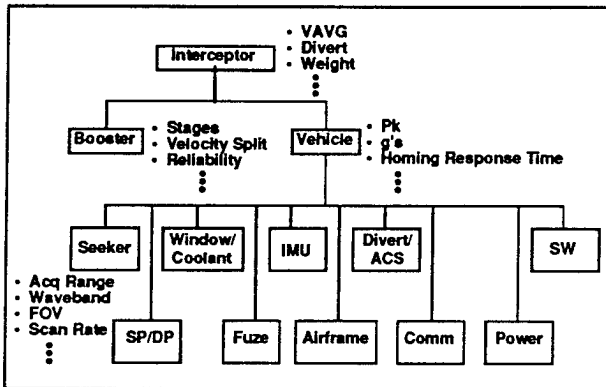 • VAVG
• Divert
• Weight
Interceptor
Booster
• Stages
• Velocity Split
• Reliability
Vehicle
• Pk
• g's
• Homing Response Time
Seeker
Window/
Coolant
IMU
Divert/
ACS
SW
• Acq Range
• Waveband
• FOV
• Scan Rate
SP/DP
Fuze
Airframe
Comm
Power